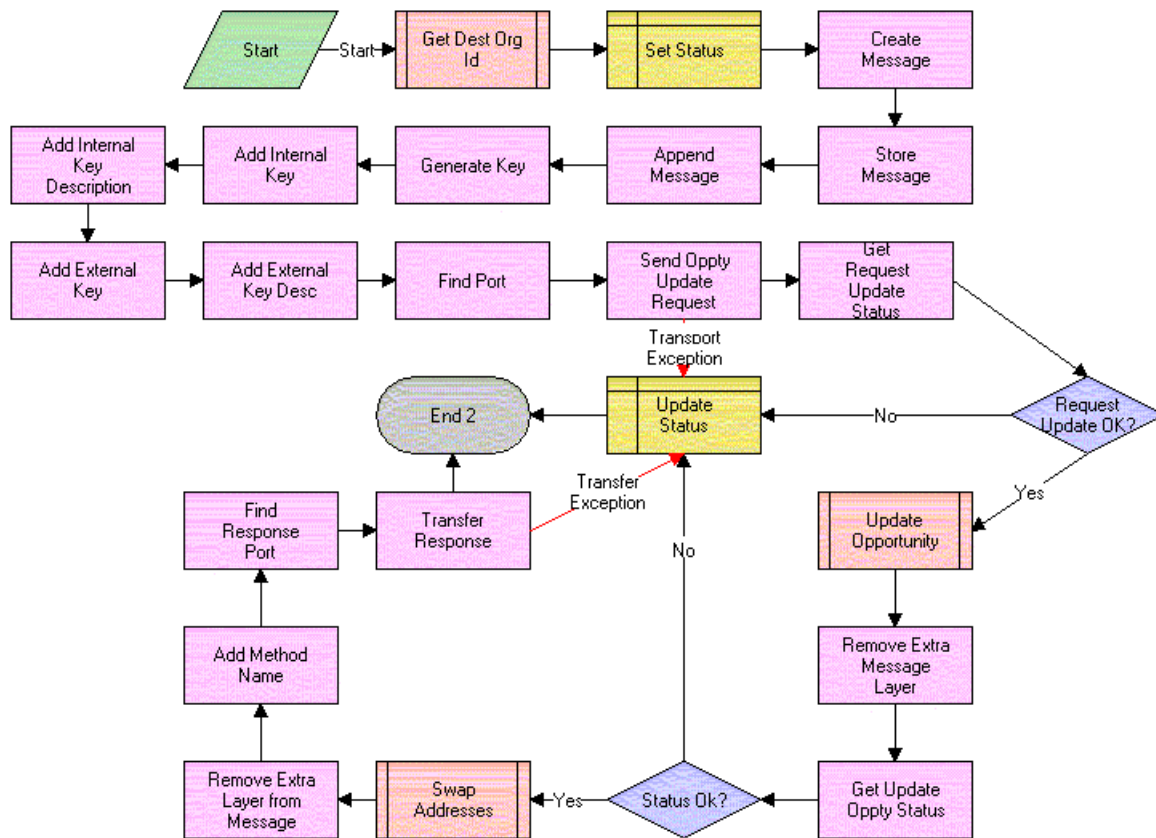 Start
Start
Get Dest Org
Id
Set Status
Create
Message
Add Internal
Key
Description
Add Internal
Key
Generate Key
Append
Message
Store
Message
Add External
Key
Add External
Key Desc
Find Port
Send Oppty
Update
Request
Get
Request
Update
Status
Transport
Exception
End 2
Update
Status
No
Request
Update OK?
Transfer
Exception
Yes
Find
Response
Port
Transfer
Response
No
Update
Opportunity
Add Method
Name
Remove Extra
Message
Layer
Remove Extra
Layer from
Message
Swap
Addresses
Yes
Status Ok?
Get Update
Oppty Status